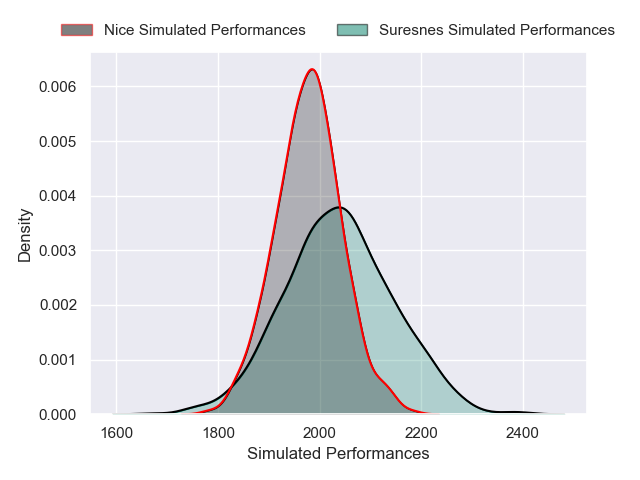 Nice Simulated Performances Suresnes Simulated Performances
0.006
0.005
0.004
0.003
0.002
0.001
0.000
Density
1600 1800 2000 2200 2400
Simulated Performances